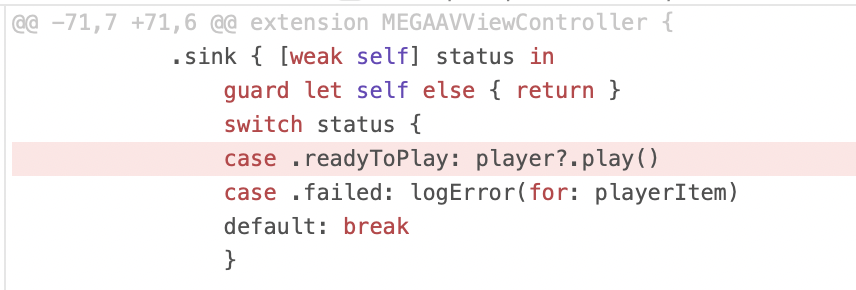 @@ -71,7 +71,6 @@ extension MEGAAVViewController {
.sink { [weak self] status in
guard let self else { return }
switch status {
case .readyToPlay: player?.play()
case .failed: logError(for: playerItem)
default: break
}